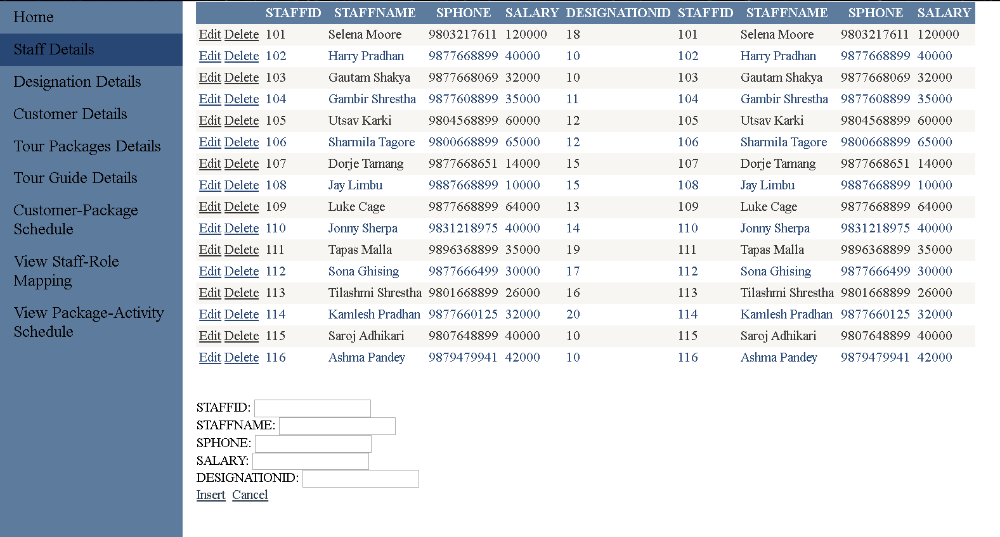 Home
Staff Details
Designation Details
Customer Details
Tour Packages Details
Tour Guide Details
Customer-Package
Schedule
View Staff-Role
Mapping
View Package-Activity
Schedule
STAFFID STAFFNAME SPHONE SALARY DESIGNATIONID STAFFID STAFFNAME SPHONE SALARY
Edit Delete 101 Selena Moore 9803217611 120000 18 101 Selena Moore 9803217611 120000
Edit Delete 102 Harry Pradhan 9877668899 40000 10 102 Harry Pradhan 9877668899 40000
Edit Delete 103 Gautam Shakya 9877668069 32000 10 103 Gautam Shakya 9877668069 32000
Edit Delete 104 Gambir Shrestha 9877608899 35000 11 104 Gambir Shrestha 9877608899 35000
Edit Delete 105 Utsav Karki 9804568899 60000 12 105 Utsav Karki 9804568899 60000
Edit Delete 106 Sharmila Tagore 9800668899 65000 12 106 Sharmila Tagore 9800668899 65000
Edit Delete 107 Dorje Tamang 9877668651 14000 15 107 Dorje Tamang 9877668651 14000
Edit Delete 108 Jay Limbu 9887668899 10000 15 108 Jay Limbu 9887668899 10000
Edit Delete 109 Luke Cage 9877668899 64000 13 109 Luke Cage 9877668899 64000
Edit Delete 110 Jonny Sherpa 9831218975 40000 14 110 Jonny Sherpa 9831218975 40000
Edit Delete 111 Tapas Malla 9896368899 35000 19 111 Tapas Malla 9896368899 35000
Edit Delete 112 Sona Ghising 9877666499 30000 17 112 Sona Ghising 9877666499 30000
Edit Delete 113 Tilashmi Shrestha 9801668899 26000 16 113 Tilashmi Shrestha 9801668899 26000
Edit Delete 114 Kamlesh Pradhan 9877660125 32000 20 114 Kamlesh Pradhan 9877660125 32000
Edit Delete 115 Saroj Adhikari 9807648899 40000 10 115 Saroj Adhikari 9807648899 40000
Edit Delete 116 Ashma Pandey 9879479941 42000 10 116 Ashma Pandey 9879479941 42000
STAFFID:
STAFFNAME:
SPHONE:
SALARY:
DESIGNATIONID:
Insert Cancel